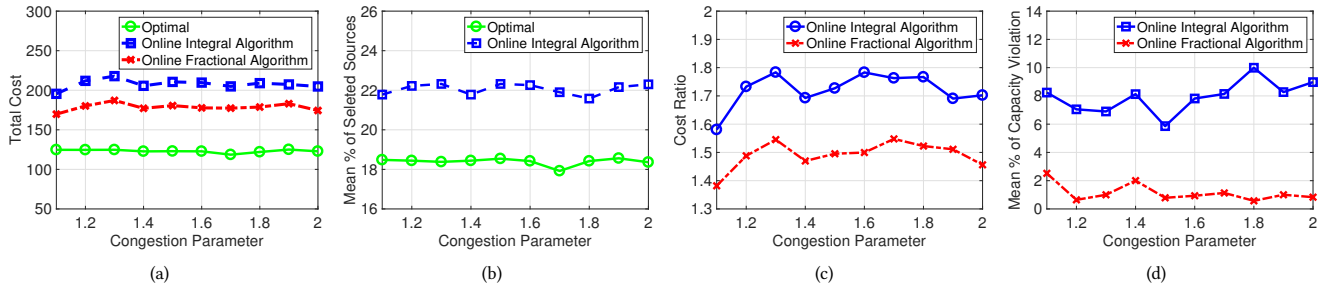 Total Cost
300
250
200
150
100
50
Optimal
Online Integral Algorithm
Online Fractional Algorithm
1.2 1.4 1.6 1.8 2
Congestion Parameter
(a)
Mean % of Seleted Sources
26
24
22
20
18
16
Optimal
Online Integral Algorithm
1.2 1.4 1.6 1.8 2
Congestion Parameter
(b)
Cost Ratio
2
1.9
1.8
1.7
1.6
1.5
1.4
1.3
Online Integral Algorithm
Online Fractional Algorithm
1.2 1.4 1.6 1.8 2
Congestion Parameter
(c)
Mean % of Capacity Violation
14
12
10
8
6
4
2
0
Online Integral Algorithm
Online Fractional Algorithm
1.2 1.4 1.6 1.8 2
Congestion Parameter
(d)